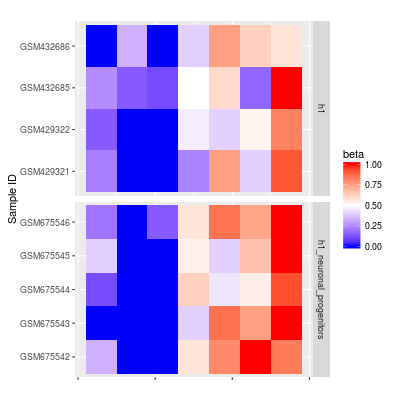 GSM432686
GSM432685
GSM429322
GSM429321
h1
GSM675546
GSM675545
GSM675544
GSM675543
GSM675542
h1_neuronal_progenitors
Sample ID
beta
1.00
0.75
0.50
0.25
0.00